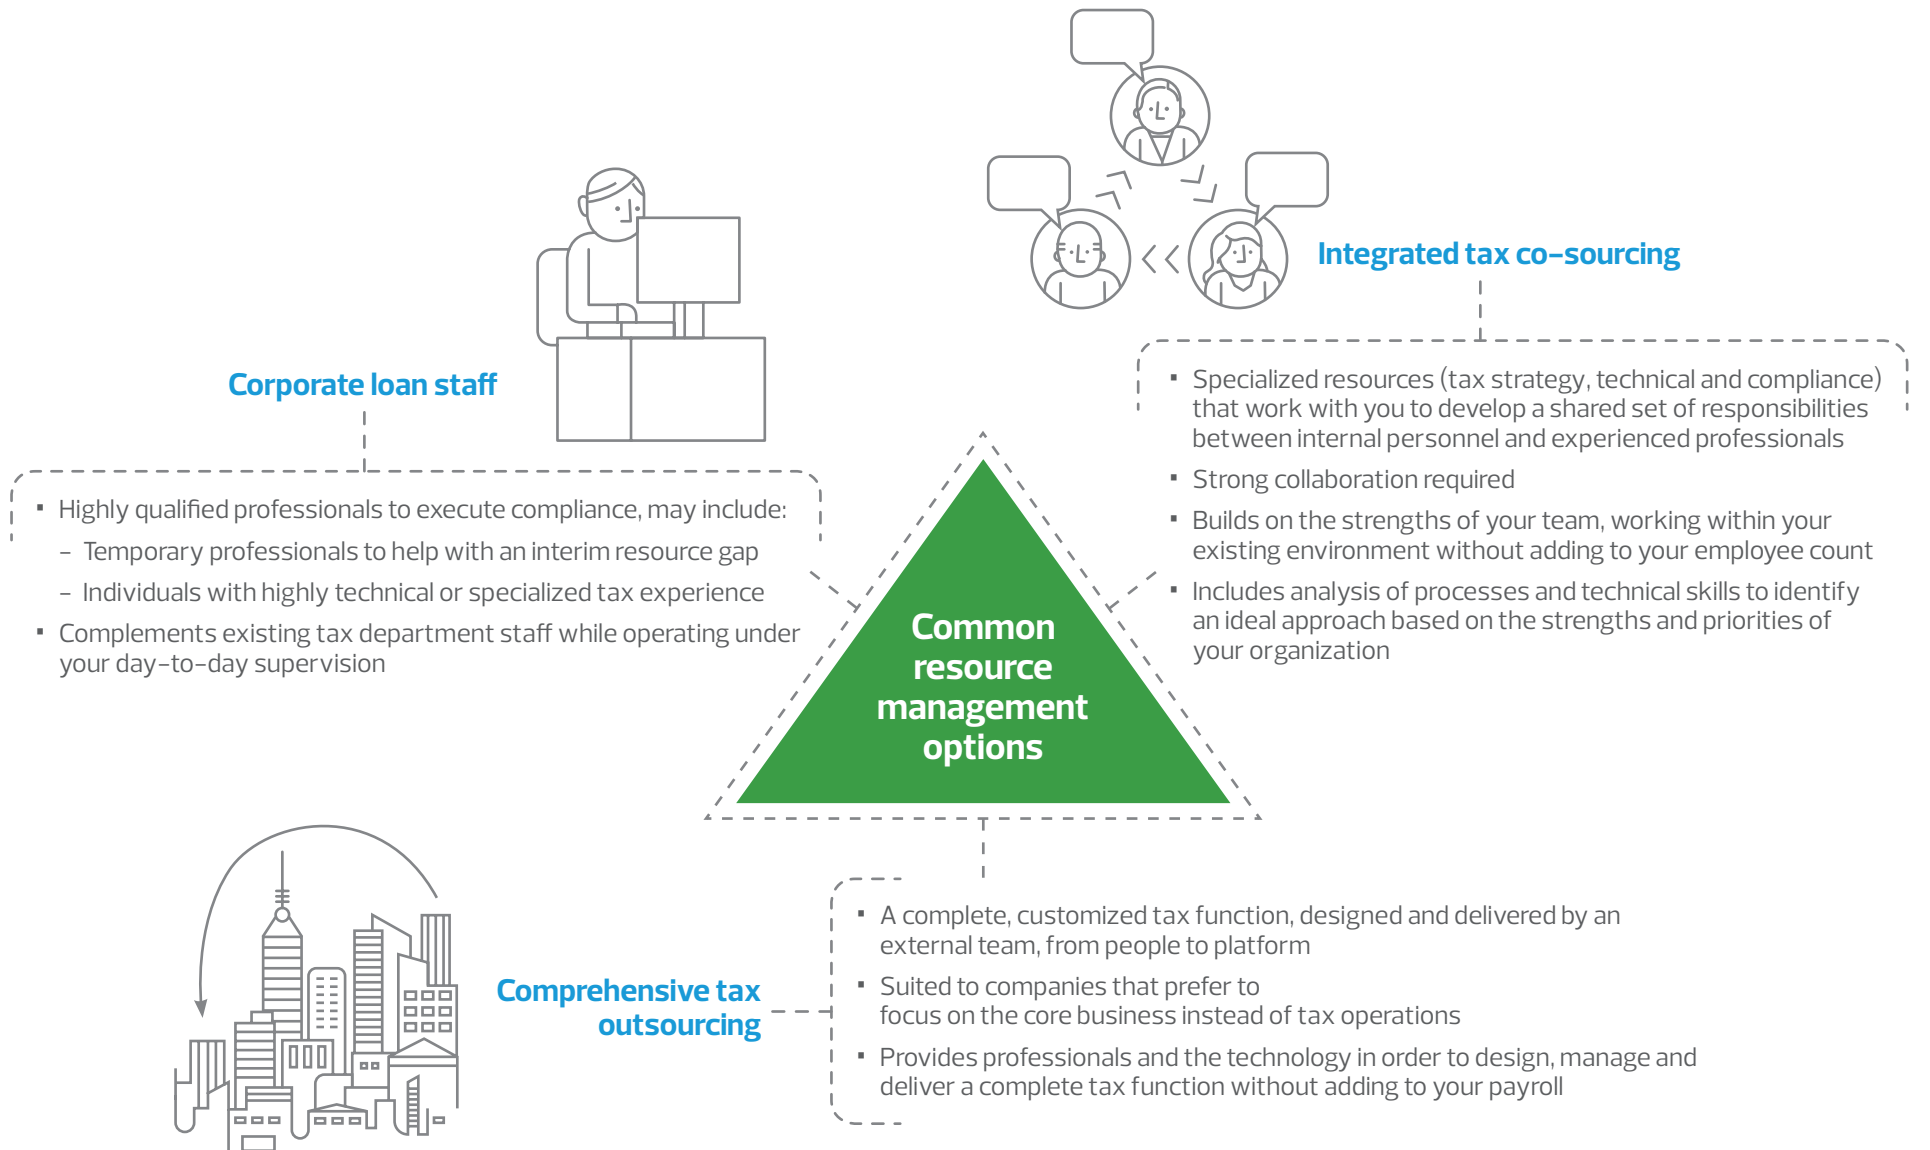 Integrated tax co-sourcing
▪ Specialized resources (tax strategy, technical and compliance)
that work with you to develop a shared set of responsibilities
between internal personnel and experienced professionals
▪ Strong collaboration required
▪ Builds on the strengths of your team, working within your
existing environment without adding to your employee count
▪ Includes analysis of processes and technical skills to identify
an ideal approach based on the strengths and priorities of
your organization
Corporate loan staff
▪ Highly qualified professionals to execute compliance, may include:
– Temporary professionals to help with an interim resource gap
– Individuals with highly technical or specialized tax experience
▪ Complements existing tax department staff while operating under
your day-to-day supervision
Common
resource
management
options
Comprehensive tax
outsourcing
▪ A complete, customized tax function, designed and delivered by an
external team, from people to platform
▪ Suited to companies that prefer to
focus on the core business instead of tax operations
▪ Provides professionals and the technology in order to design, manage and
deliver a complete tax function without adding to your payroll